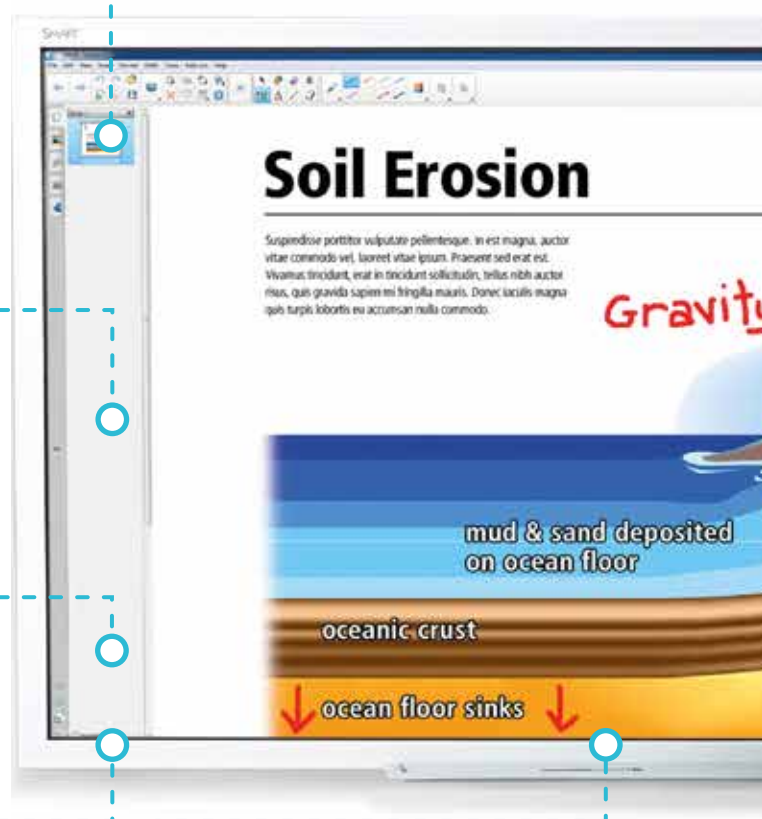 SMART
Soil Erosion
Suspendisse porttitor vulputate pellentesque. In est magna, auctor
vitae commodo vel, laoreet vitae ipsum. Praesent sed erat est.
Vivamus tincidunt, erat in tincidunt sollicitudin, tellus nibh auctor
risus, quis gravida sapien mi fringilla mauris. Donec iaculis magna
quis turpis lobortis eu accumsan nulla commodo.
Gravity
mud & sand deposited
on ocean floor
oceanic crust
ocean floor sinks